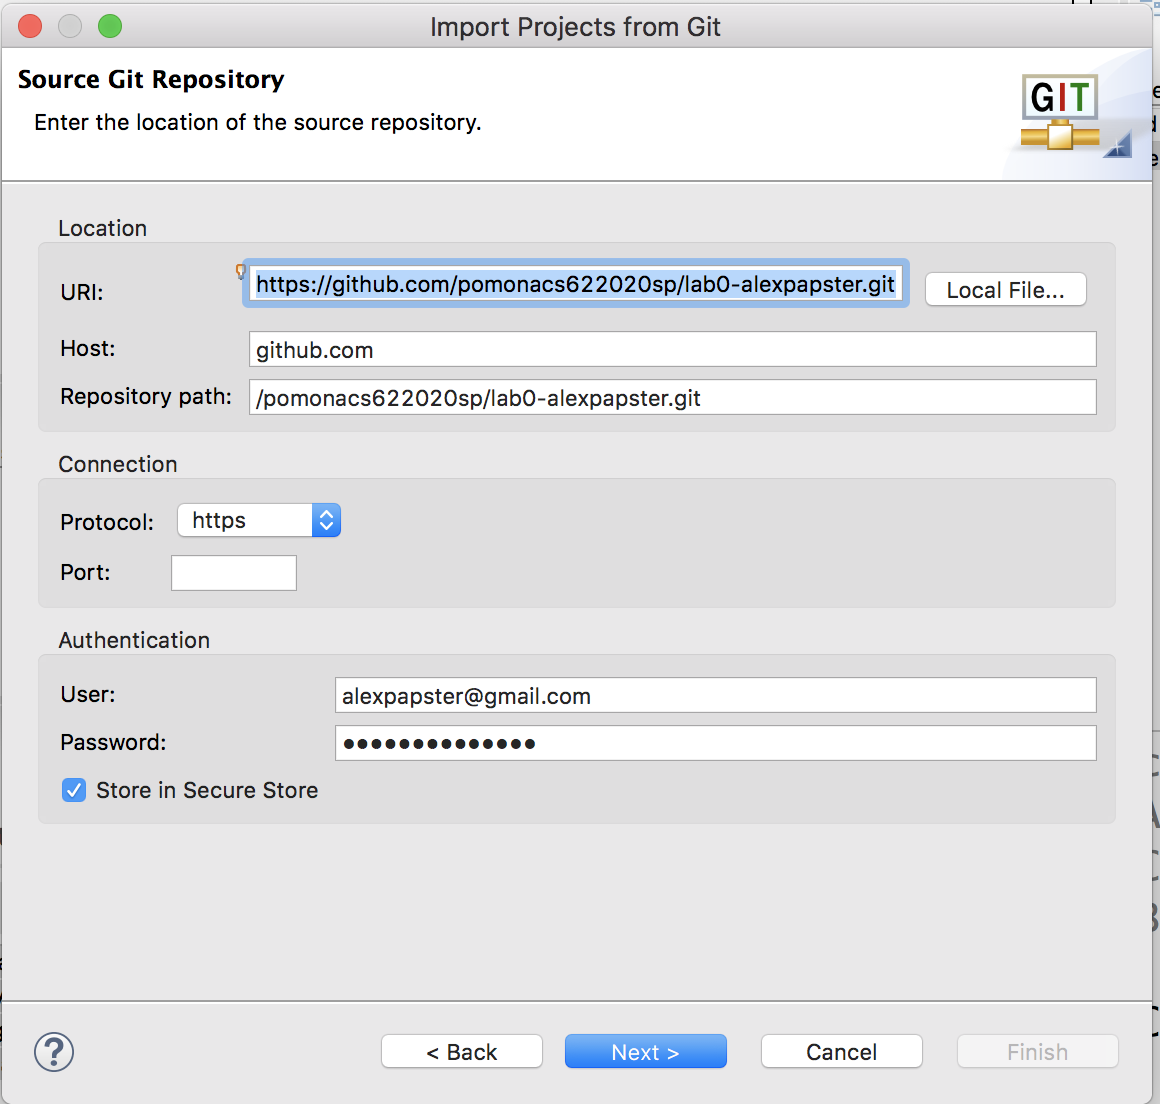 Import Projects from Git
Source Git Repository
Enter the location of the source repository.
GIT
Location
URI: https://github.com/pomonacs622020sp/lab0-alexpapster.git Local File...
Host: github.com
Repository path: /pomonacs622020sp/lab0-alexpapster.git
Connection
Protocol: https
Port:
Authentication
User: alexpapster@gmail.com
Password: ●●●●●●●●●●●●●●
Store in Secure Store
? < Back Next > Cancel Finish